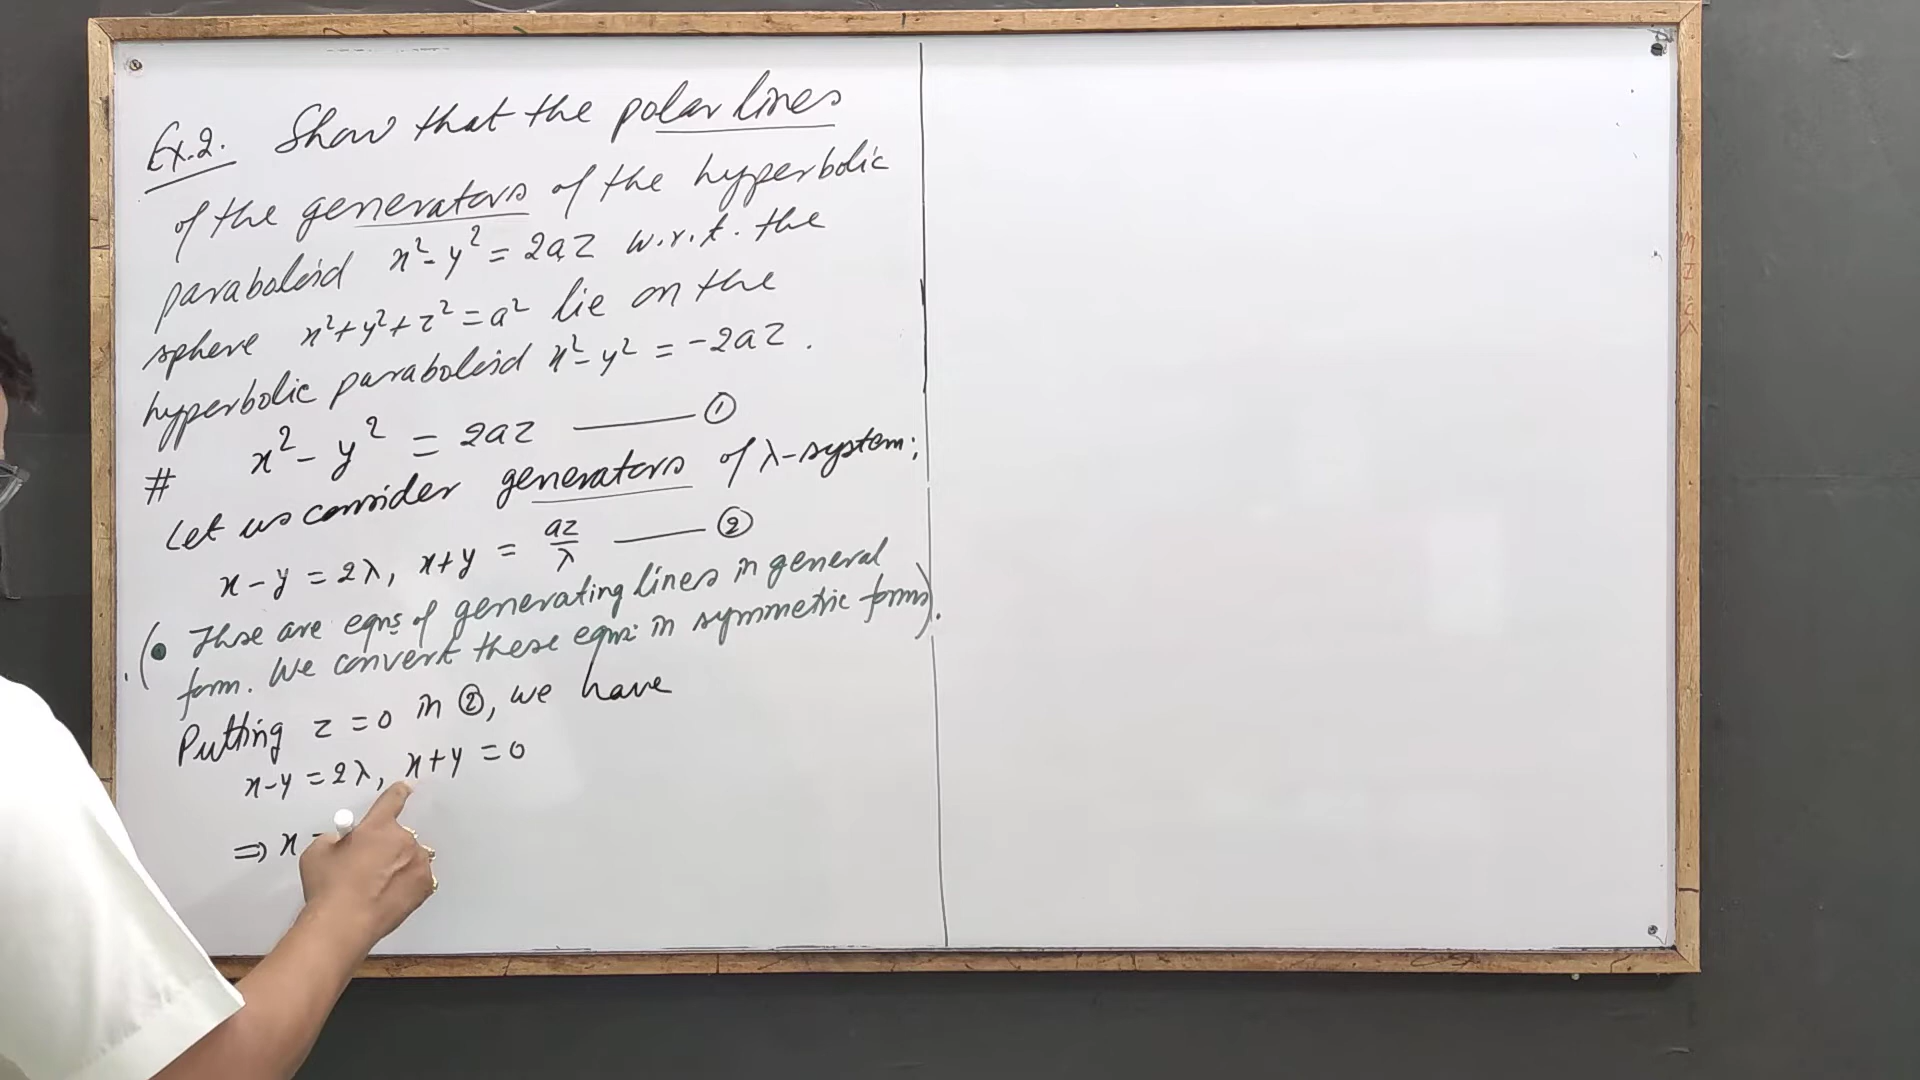 Ex.2. Show that the polar lines
of the generators of the hyperbolic
paraboloid x² - y² = 2az w.r.t. the
sphere x² + y² + z² = a² lie on the
hyperbolic paraboloid x² - y² = -2az.
# x² - y² = 2az —— ①
Let us consider generators of λ-system;
x - y = 2λ, x + y = az/λ —— ②
(• These are eqns of generating lines in general
form. We convert these eqns in symmetric form).
Putting z = 0 in ②, we have
x - y = 2λ, x + y = 0
⇒ x